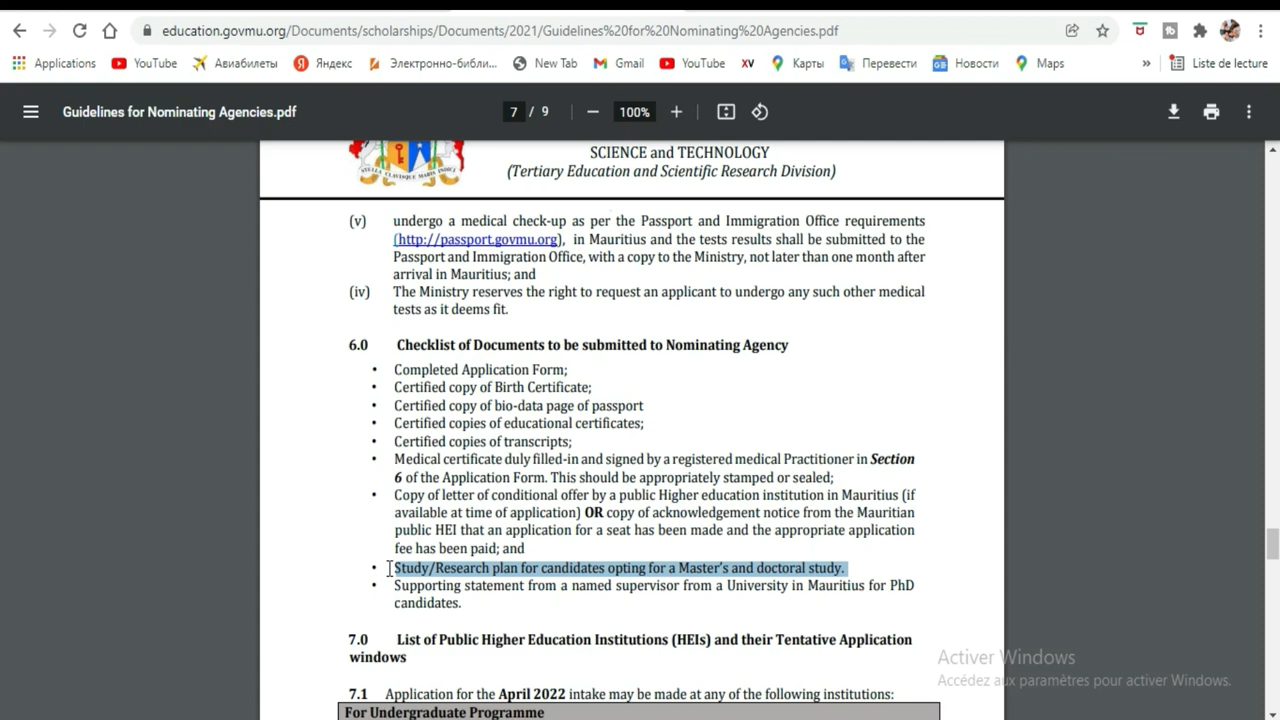 education.govmu.org/Documents/scholarships/Documents/2021/Guidelines%20for%20Nominating%20Agencies.pdf
Applications YouTube Авиабилеты Яндекс Электронно-библи... New Tab Gmail YouTube XV Карты Перевести Новости Maps » Liste de lecture
Guidelines for Nominating Agencies.pdf 7 / 9 100%
SCIENCE and TECHNOLOGY
STELLA CLAVISQUE MARIS INDICI
(Tertiary Education and Scientific Research Division)
(v) undergo a medical check-up as per the Passport and Immigration Office requirements
(http://passport.govmu.org), in Mauritius and the tests results shall be submitted to the
Passport and Immigration Office, with a copy to the Ministry, not later than one month after
arrival in Mauritius; and
(iv) The Ministry reserves the right to request an applicant to undergo any such other medical
tests as it deems fit.
6.0 Checklist of Documents to be submitted to Nominating Agency
• Completed Application Form;
• Certified copy of Birth Certificate;
• Certified copy of bio-data page of passport
• Certified copies of educational certificates;
• Certified copies of transcripts;
• Medical certificate duly filled-in and signed by a registered medical Practitioner in Section
6 of the Application Form. This should be appropriately stamped or sealed;
• Copy of letter of conditional offer by a public Higher education institution in Mauritius (if
available at time of application) OR copy of acknowledgement notice from the Mauritian
public HEI that an application for a seat has been made and the appropriate application
fee has been paid; and
• Study/Research plan for candidates opting for a Master's and doctoral study.
• Supporting statement from a named supervisor from a University in Mauritius for PhD
candidates.
7.0 List of Public Higher Education Institutions (HEIs) and their Tentative Application
windows
7.1 Application for the April 2022 intake may be made at any of the following institutions:
For Undergraduate Programme
Activer Windows
Accédez aux paramètres pour activer Windows.